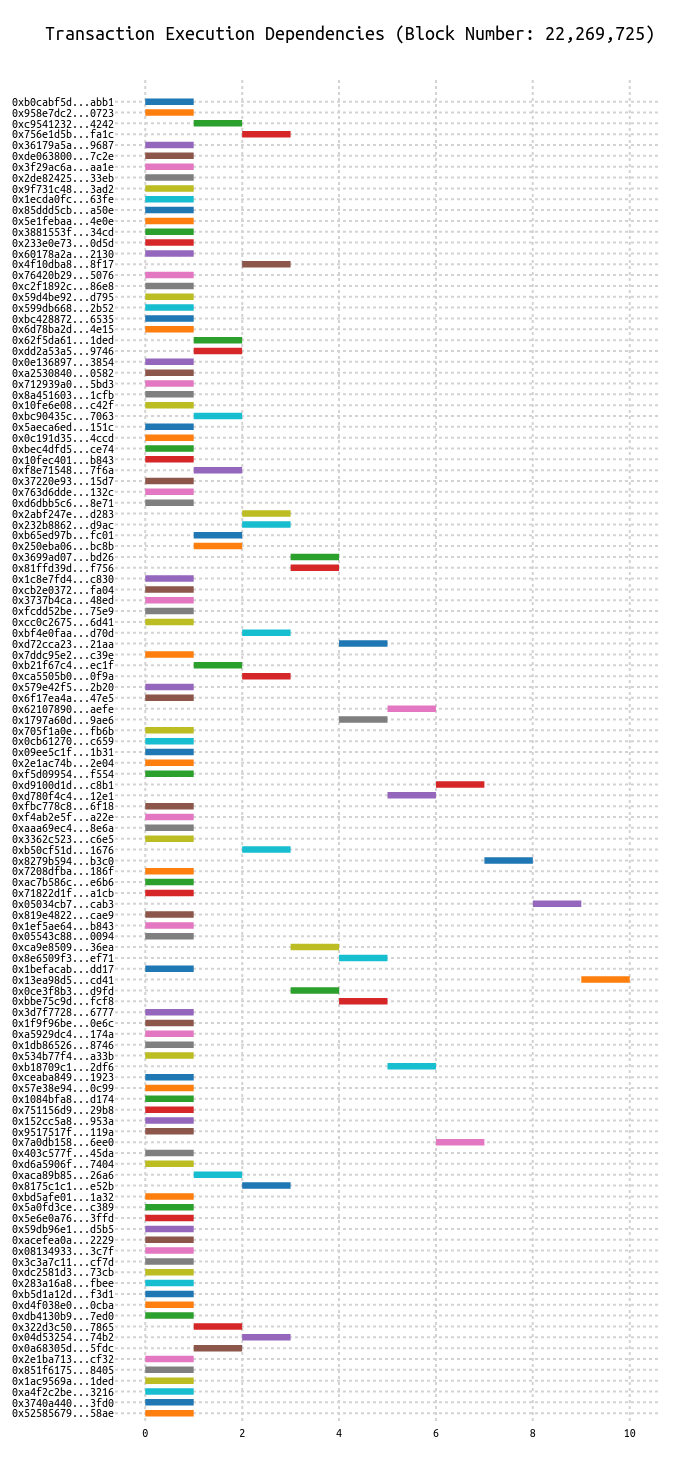 Transaction Execution Dependencies (Block Number: 22,269,725)
0xb0cabf5d...abb1
0x958e7dc2...0723
0xc9541232...4242
0x756e1d5b...fa1c
0x36179a5a...9687
0xde063800...7c2e
0x3f29ac6a...aa1e
0x2de82425...33eb
0x9f731c48...3ad2
0x1ecda0fc...63fe
0x85ddd5cb...a50e
0x5e1febaa...4e0e
0x3881553f...34cd
0x233e0e73...0d5d
0x60178a2a...2130
0x4f10dba8...8f17
0x76420b29...5076
0xc2f1892c...86e8
0x59d4be92...d795
0x599db668...2b52
0xbc428872...6535
0x6d78ba2d...4e15
0x62f5da61...1ded
0xdd2a53a5...9746
0x0e136897...3854
0xa2530840...0582
0x712939a0...5bd3
0x8a451603...1cfb
0x10fe6e08...c42f
0xbc90435c...7063
0x5aeca6ed...151c
0x0c191d35...4ccd
0xbec4dfd5...ce74
0x10fec401...b843
0xf8e71548...7f6a
0x37220e93...15d7
0x763d6dde...132c
0xd6dbb5c6...8e71
0x2abf247e...d283
0x232b8862...d9ac
0xb65ed97b...fc01
0x250eba06...bc8b
0x3699ad07...bd26
0x81ffd39d...f756
0x1c8e7fd4...c830
0xcb2e0372...fa04
0x3737b4ca...48ed
0xfcdd52be...75e9
0xcc0c2675...6d41
0xbf4e0faa...d70d
0xd72cca23...21aa
0x7ddc95e2...c39e
0xb21f67c4...ec1f
0xca5505b0...0f9a
0x579e42f5...2b20
0x6f17ea4a...47e5
0x62107890...aefe
0x1797a60d...9ae6
0x705f1a0e...fb6b
0x0cb61270...c659
0x09ee5c1f...1b31
0x2e1ac74b...2e04
0xf5d09954...f554
0xd9100d1d...c8b1
0xd780f4c4...12e1
0xfbc778c8...6f18
0xf4ab2e5f...a22e
0xaaa69ec4...8e6a
0x3362c523...c6e5
0xb50cf51d...1676
0x8279b594...b3c0
0x7208dfba...186f
0xac7b586c...e6b6
0x71822d1f...a1cb
0x05034cb7...cab3
0x819e4822...cae9
0x1ef5ae64...b843
0x05543c88...0094
0xca9e8509...36ea
0x8e6509f3...ef71
0x1befacab...dd17
0x13ea98d5...cd41
0x0ce3f8b3...d9fd
0xbbe75c9d...fcf8
0x3d7f7728...6777
0x1f9f96be...0e6c
0xa5929dc4...174a
0x1db86526...8746
0x534b77f4...a33b
0xb18709c1...2df6
0xceaba849...1923
0x57e38e94...0c99
0x1084bfa8...d174
0x751156d9...29b8
0x152cc5a8...953a
0x9517517f...119a
0x7a0db158...6ee0
0x403c577f...45da
0xd6a5906f...7404
0xaca89b85...26a6
0x8175c1c1...e52b
0xbd5afe01...1a32
0x5a0fd3ce...c389
0x5e6e0a76...3ffd
0x59db96e1...d5b5
0xacefea0a...2229
0x08134933...3c7f
0x3c3a7c11...cf7d
0xdc2581d3...73cb
0x283a16a8...fbee
0xb5d1a12d...f3d1
0xd4f038e0...0cba
0xdb4130b9...7ed0
0x322d3c50...7865
0x04d53254...74b2
0x0a68305d...5fdc
0x2e1ba713...cf32
0x851f6175...8405
0x1ac9569a...1ded
0xa4f2c2be...3216
0x3740a440...3fd0
0x52585679...58ae
0 2 4 6 8 10